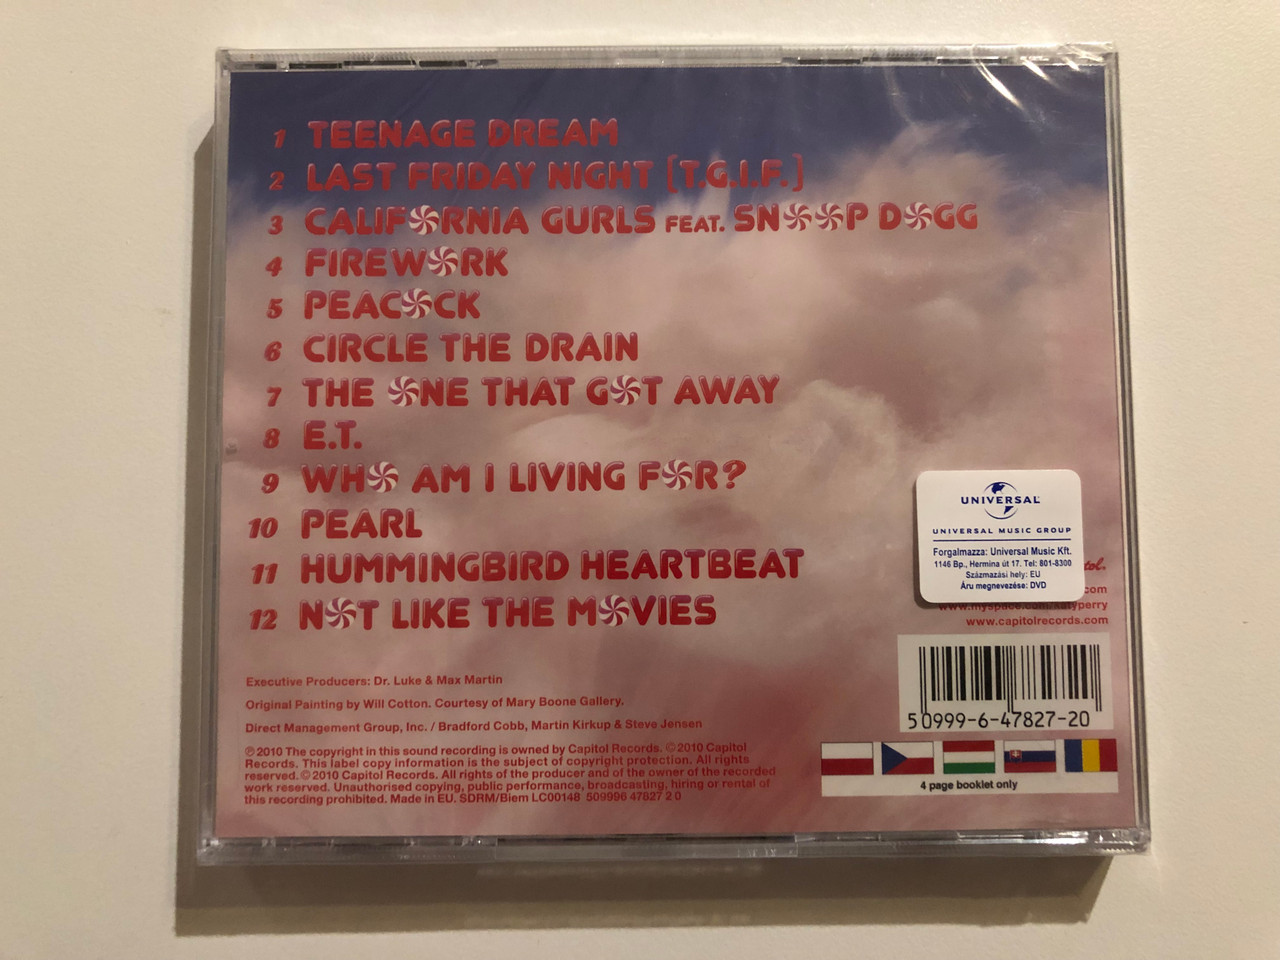 1 TEENAGE DREAM
2 LAST FRIDAY NIGHT [T.G.I.F.]
3 CALIFORNIA GURLS FEAT. SNOOP DOGG
4 FIREWORK
5 PEACOCK
6 CIRCLE THE DRAIN
7 THE ONE THAT GOT AWAY
8 E.T.
9 WHO AM I LIVING FOR?
10 PEARL
11 HUMMINGBIRD HEARTBEAT
12 NOT LIKE THE MOVIES
UNIVERSAL
UNIVERSAL MUSIC GROUP
Forgalmazza: Universal Music Kft.
1146 Bp., Hermina út 17. Tel: 801-8300
Származási hely: EU
Áru megnevezése: DVD
.com
www.myspace.com/katyperry
www.capitolrecords.com
Executive Producers: Dr. Luke & Max Martin
Original Painting by Will Cotton. Courtesy of Mary Boone Gallery.
Direct Management Group, Inc. / Bradford Cobb, Martin Kirkup & Steve Jensen
℗ 2010 The copyright in this sound recording is owned by Capitol Records. © 2010 Capitol
Records. This label copy information is the subject of copyright protection. All rights
reserved. © 2010 Capitol Records. All rights of the producer and of the owner of the recorded
work reserved. Unauthorised copying, public performance, broadcasting, hiring or rental of
this recording prohibited. Made in EU. SDRM/Biem LC00148 509996 47827 2 0
5 0999-6-47827-20
4 page booklet only